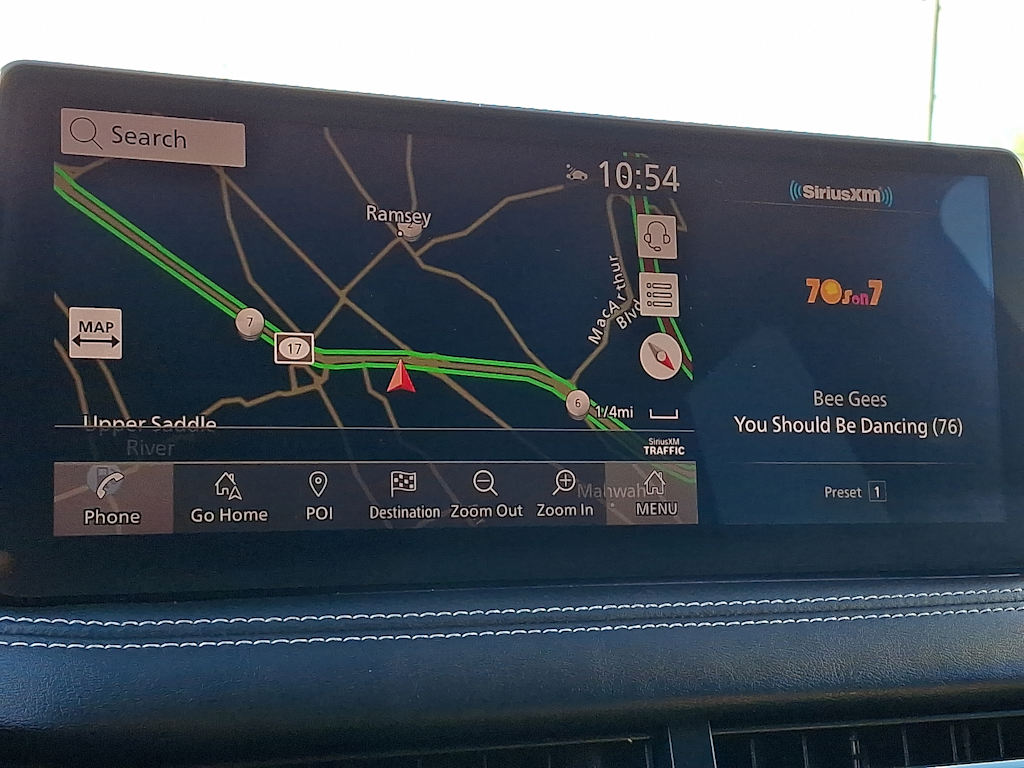 Search
10:54
SiriusXM
Ramsey
70s on 7
MacArthur
Blvd
7
MAP
17
6
1/4mi
Bee Gees
You Should Be Dancing (76)
Upper Saddle
River
SiriusXM
TRAFFIC
Mahwah
Phone
Go Home
POI
Destination
Zoom Out
Zoom In
MENU
Preset 1